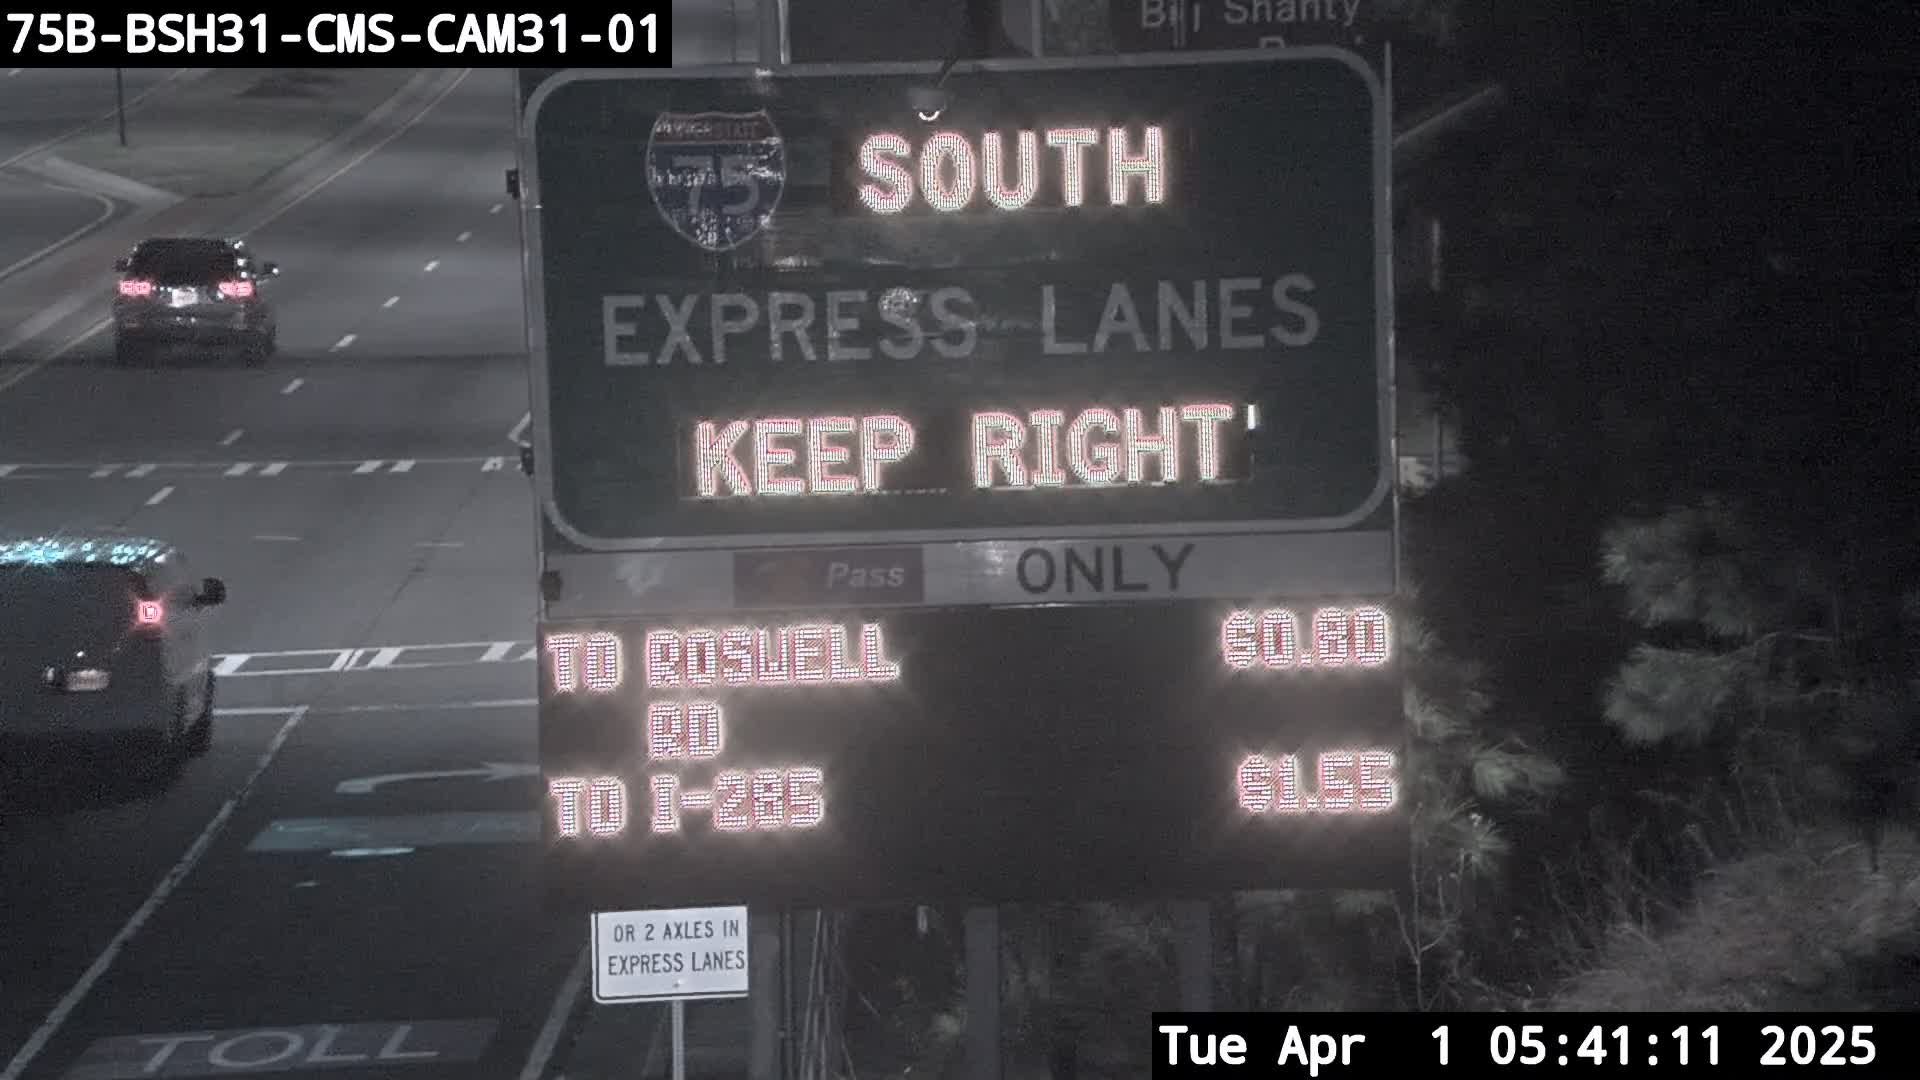 75B-BSH31-CMS-CAM31-01
Shanty
INTERSTATE
75
SOUTH
EXPRESS LANES
KEEP RIGHT
Pass ONLY
TO ROSWELL $0.80
RD
TO I-285 $1.55
OR 2 AXLES IN
EXPRESS LANES
TOLL
Tue Apr 1 05:41:11 2025